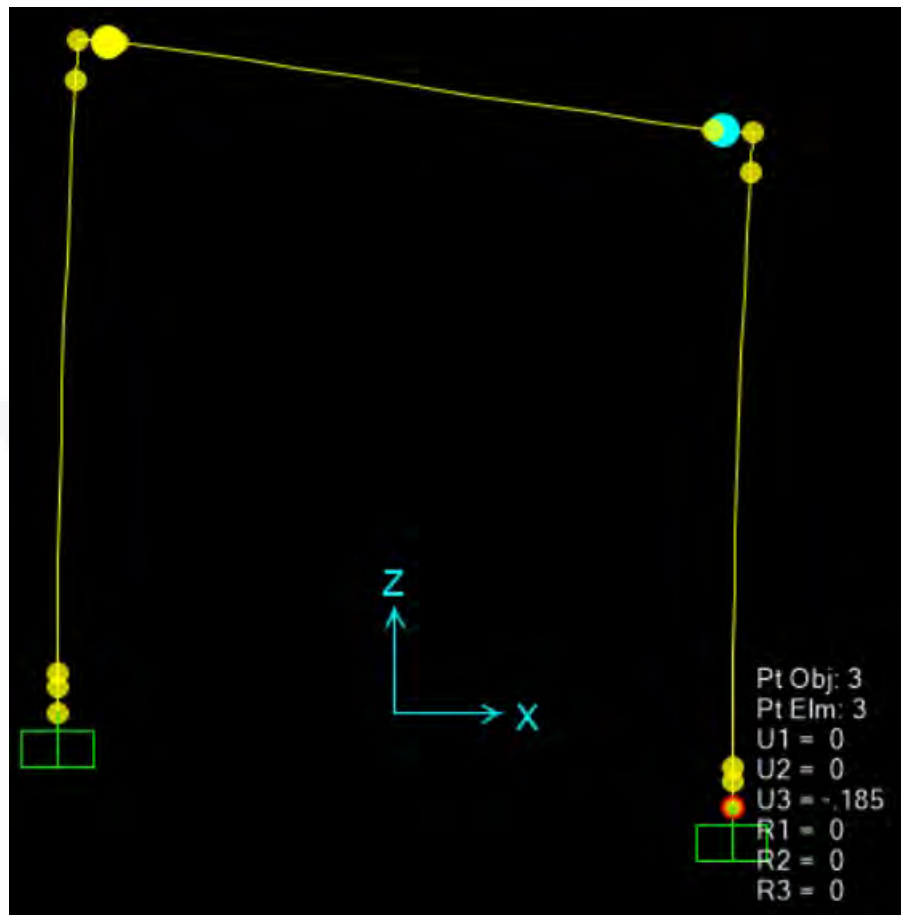 Z
X
Pt Obj: 3
Pt Elm: 3
U1 = 0
U2 = 0
U3 = -.185
R1 = 0
R2 = 0
R3 = 0